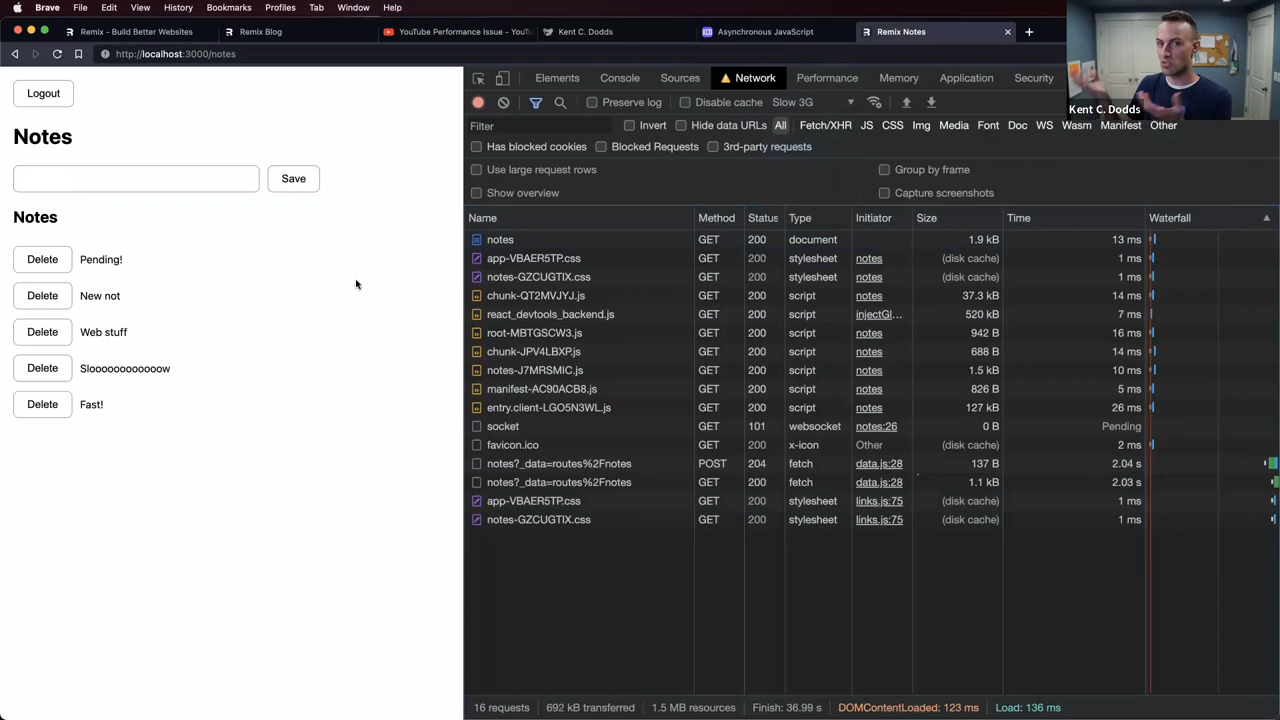 Brave File Edit View History Bookmarks Profiles Tab Window Help
Remix - Build Better Websites Remix Blog YouTube Performance Issue - YouTu Kent C. Dodds Asynchronous JavaScript Remix Notes
http://localhost:3000/notes
Kent C. Dodds
Logout
Notes
Save
Notes
Delete Pending!
Delete New not
Delete Web stuff
Delete Slooooooooooow
Delete Fast!
Elements Console Sources Network Performance Memory Application Security
Preserve log Disable cache Slow 3G
Filter Invert Hide data URLs All Fetch/XHR JS CSS Img Media Font Doc WS Wasm Manifest Other
Has blocked cookies Blocked Requests 3rd-party requests
Use large request rows Group by frame
Show overview Capture screenshots
Name Method Status Type Initiator Size Time Waterfall
notes GET 200 document 1.9 kB 13 ms
app-VBAER5TP.css GET 200 stylesheet notes (disk cache) 1 ms
notes-GZCUGTIX.css GET 200 stylesheet notes (disk cache) 1 ms
chunk-QT2MVJYJ.js GET 200 script notes 37.3 kB 14 ms
react_devtools_backend.js GET 200 script injectGl... 520 kB 7 ms
root-MBTGSCW3.js GET 200 script notes 942 B 16 ms
chunk-JPV4LBXP.js GET 200 script notes 688 B 14 ms
notes-J7MRSMIC.js GET 200 script notes 1.5 kB 10 ms
manifest-AC90ACB8.js GET 200 script notes 826 B 5 ms
entry.client-LGO5N3WL.js GET 200 script notes 127 kB 26 ms
socket GET 101 websocket notes:26 0 B Pending
favicon.ico GET 200 x-icon Other (disk cache) 2 ms
notes?_data=routes%2Fnotes POST 204 fetch data.js:28 137 B 2.04 s
notes?_data=routes%2Fnotes GET 200 fetch data.js:28 1.1 kB 2.03 s
app-VBAER5TP.css GET 200 stylesheet links.js:75 (disk cache) 1 ms
notes-GZCUGTIX.css GET 200 stylesheet links.js:75 (disk cache) 1 ms
16 requests 692 kB transferred 1.5 MB resources Finish: 36.99 s DOMContentLoaded: 123 ms Load: 136 ms